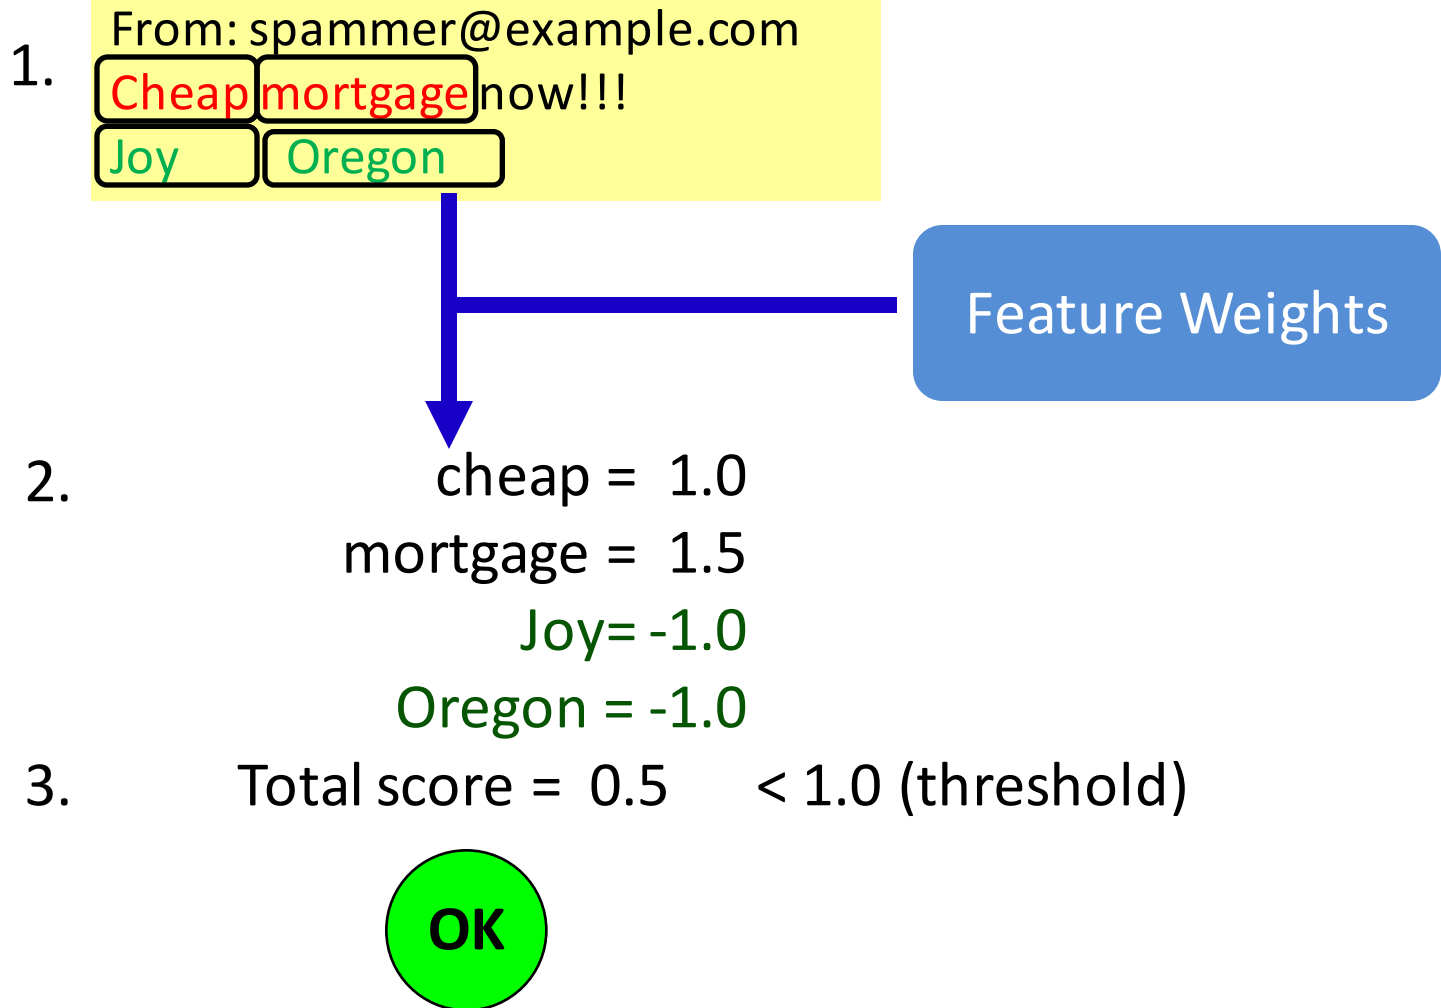 1.
From: spammer@example.com
Cheap mortgage now!!!
Joy Oregon
Feature Weights
2.
cheap = 1.0
mortgage = 1.5
Joy= -1.0
Oregon = -1.0
3.
Total score = 0.5 < 1.0 (threshold)
OK